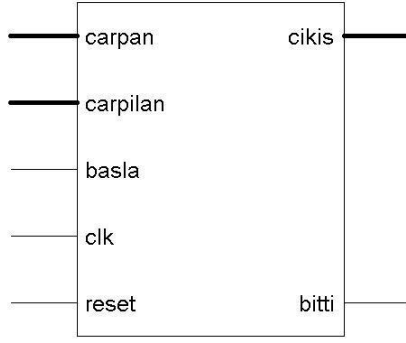 carpan cikis
carpilan
basla
clk
reset bitti